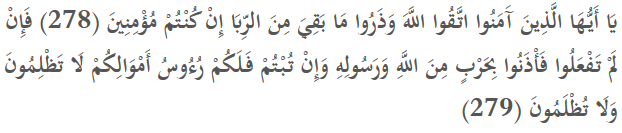 يَا أَيُّهَا الَّذِينَ آمَنُوا اتَّقُوا اللَّهَ وَذَرُوا مَا بَقِيَ مِنَ الرِّبَا إِنْ كُنْتُمْ مُؤْمِنِينَ (278) فَإِنْ
لَمْ تَفْعَلُوا فَأْذَنُوا بِحَرْبٍ مِنَ اللَّهِ وَرَسُولِهِ وَإِنْ تُبْتُمْ فَلَكُمْ رُءُوسُ أَمْوَالِكُمْ لَا تَظْلِمُونَ
وَلَا تُظْلَمُونَ (279)